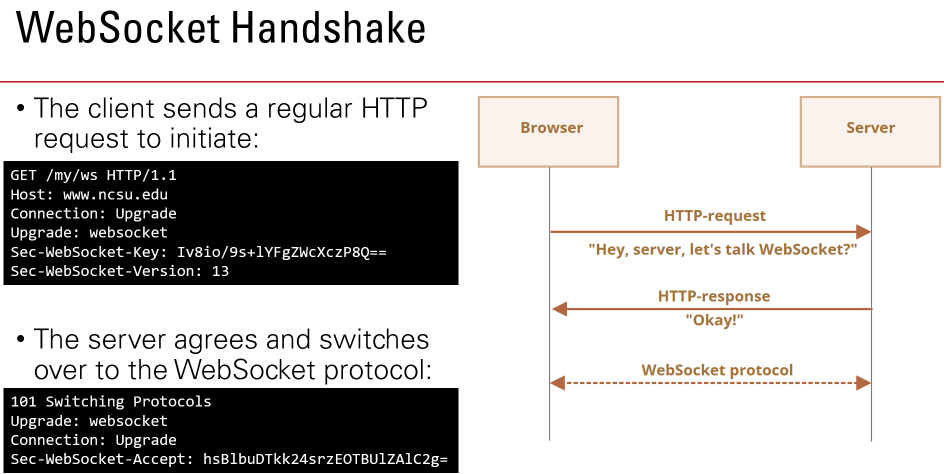 WebSocket Handshake
• The client sends a regular HTTP
request to initiate:
GET /my/ws HTTP/1.1
Host: www.ncsu.edu
Connection: Upgrade
Upgrade: websocket
Sec-WebSocket-Key: Iv8io/9s+lYFgZWcXczP8Q==
Sec-WebSocket-Version: 13
• The server agrees and switches
over to the WebSocket protocol:
101 Switching Protocols
Upgrade: websocket
Connection: Upgrade
Sec-WebSocket-Accept: hsBlbuDTkk24srzEOTBUlZAlC2g=
Browser
Server
HTTP-request
"Hey, server, let's talk WebSocket?"
HTTP-response
"Okay!"
WebSocket protocol